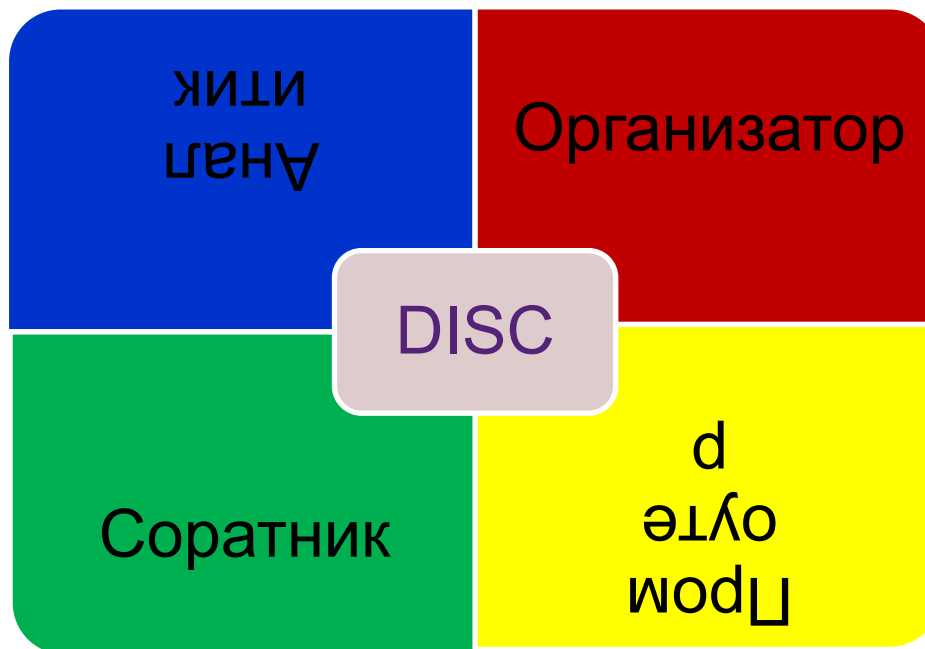 Анал
итик
Организатор
DISC
Соратник
Пром
оуте
р